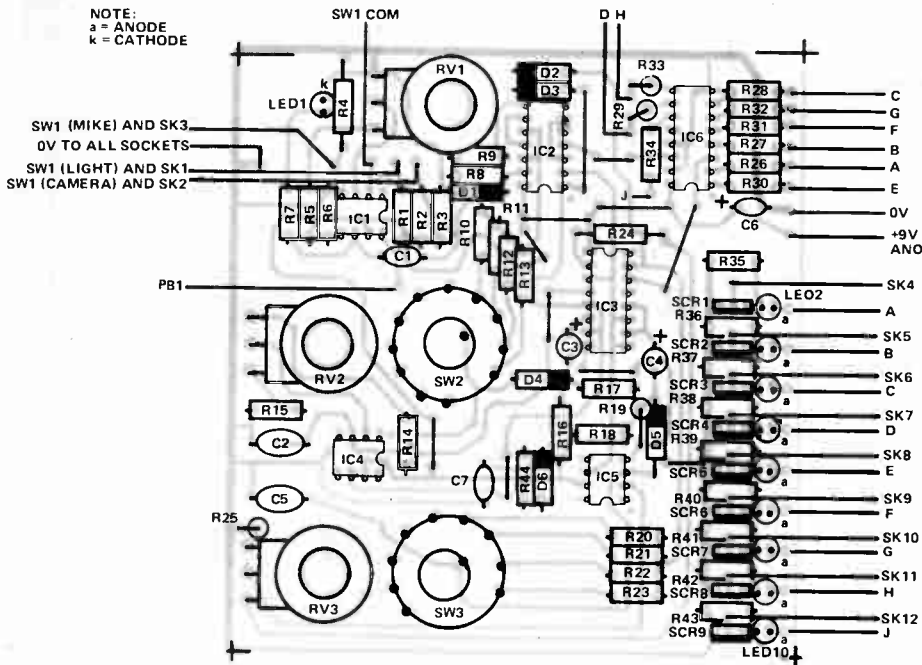 NOTE:
a = ANODE
k = CATHODE
SW1 COM
D H
R33
RV1
D2
D3
k
LED1
R4
R29
IC6
R28
R32
R31
R27
R26
R30
C
G
F
B
A
E
SW1 (MIKE) AND SK3
0V TO ALL SOCKETS
SW1 (LIGHT) AND SK1
SW1 (CAMERA) AND SK2
R9
R8
D1
IC2
R34
J
R7
R5
R6
IC1
R1
R2
R3
R11
R10
R12
R13
R24
+
C6
0V
+9V
ANO
C1
R35
PB1
SK4
IC3
SCR1
R36
LEO2
a
A
SK5
SCR2
R37
a
B
RV2
SW2
+
C3
+
C4
SK6
SCR3
R38
a
C
D4
R17
R19
SK7
SCR4
R39
a
D
R15
C2
IC4
R14
R16
R18
D5
SK8
SCR5
a
E
C7
R44
D6
IC5
C5
R40
SCR6
a
SK9
F
R25
R41
SCR7
a
SK10
G
R20
R21
R22
R23
R42
SCR8
a
SK11
H
RV3
SW3
R43
SCR9
a
SK12
J
LED10